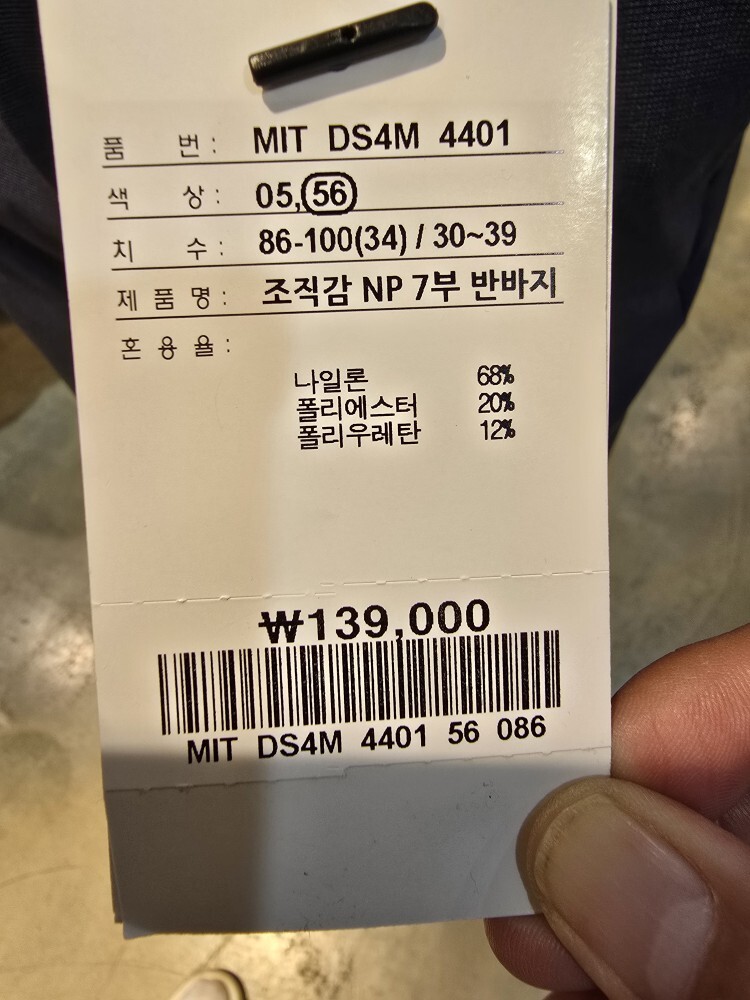 품 번 : MIT DS4M 4401
색 상 : 05,56
치 수 : 86-100(34) / 30~39
제 품 명 : 조직감 NP 7부 반바지
혼 용 율 :
나일론 68%
폴리에스터 20%
폴리우레탄 12%
₩139,000
MIT DS4M 4401 56 086